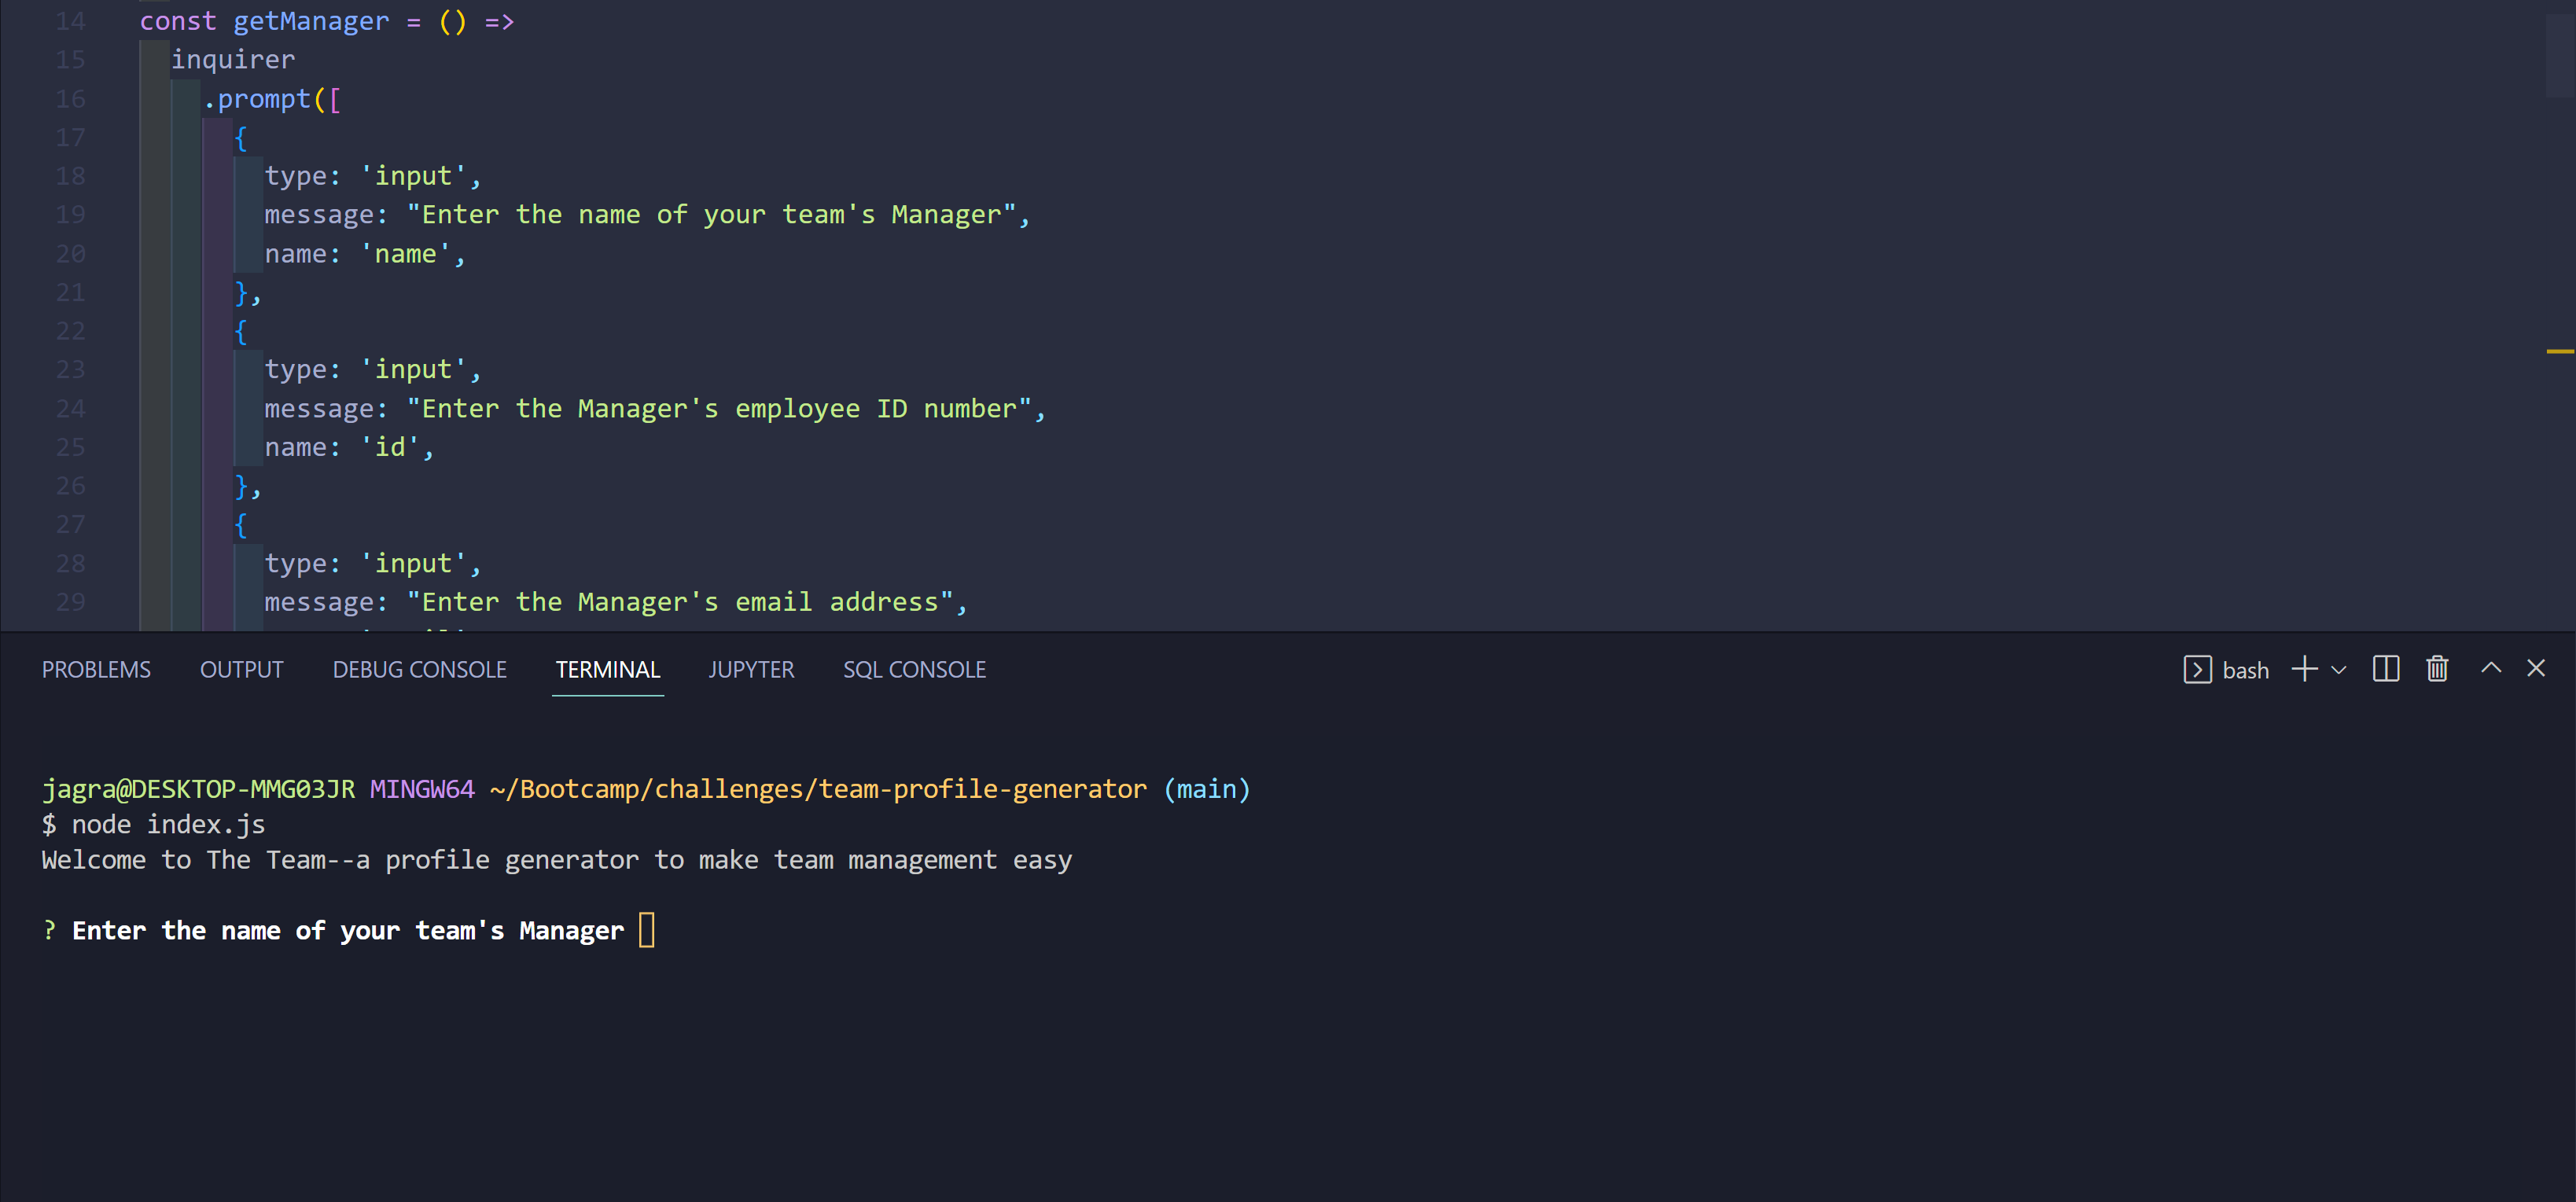 14 const getManager = () =>
15 inquirer
16 .prompt([
17 {
18 type: 'input',
19 message: "Enter the name of your team's Manager",
20 name: 'name',
21 },
22 {
23 type: 'input',
24 message: "Enter the Manager's employee ID number",
25 name: 'id',
26 },
27 {
28 type: 'input',
29 message: "Enter the Manager's email address",
PROBLEMS OUTPUT DEBUG CONSOLE TERMINAL JUPYTER SQL CONSOLE bash
jagra@DESKTOP-MMG03JR MINGW64 ~/Bootcamp/challenges/team-profile-generator (main)
$ node index.js
Welcome to The Team--a profile generator to make team management easy
? Enter the name of your team's Manager